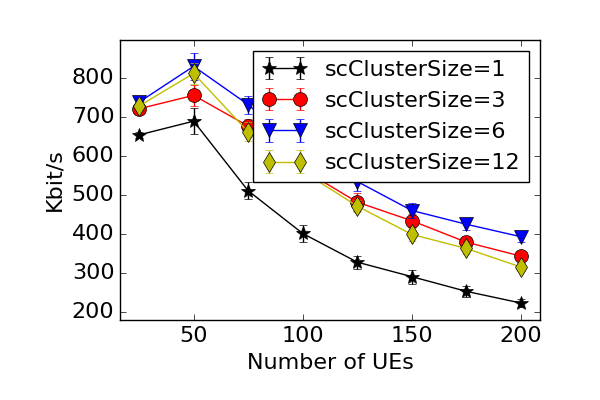 800
700
600
500
400
300
200
Kbit/s
scClusterSize=1
scClusterSize=3
scClusterSize=6
scClusterSize=12
50
100
150
200
Number of UEs